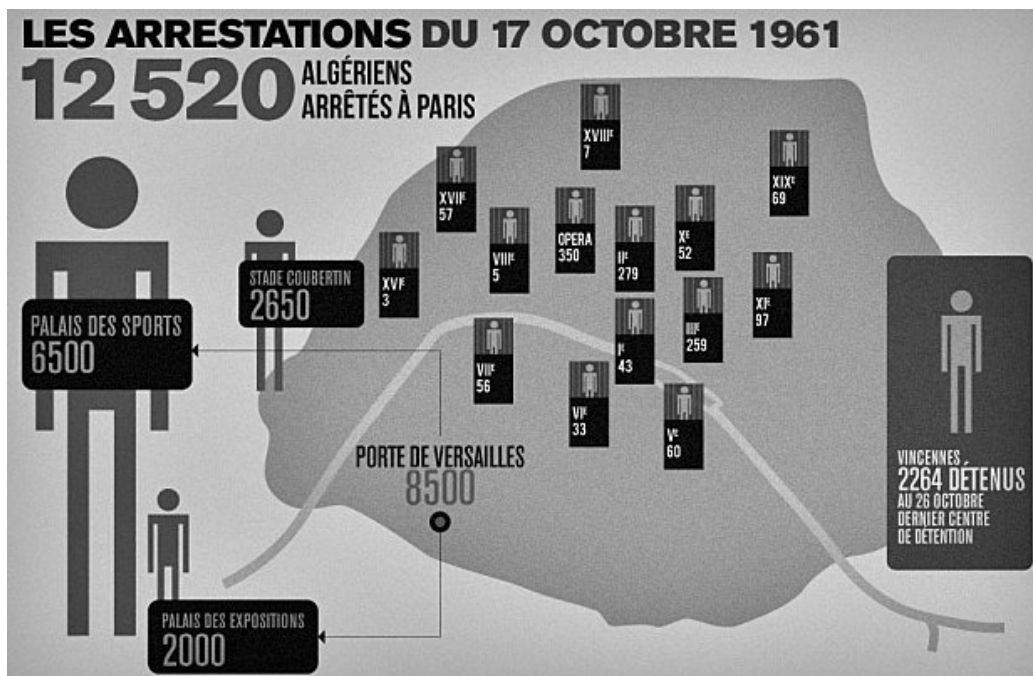 LES ARRESTATIONS DU 17 OCTOBRE 1961
12 520 ALGÉRIENS
ARRÊTÉS À PARIS
XVIIIE
7
XVIIE
57
XIXE
69
VIIIE
5
OPERA
350
IIE
279
XE
52
XVIE
3
STADE COUBERTIN
2650
XIE
97
PALAIS DES SPORTS
6500
IIIE
259
IE
43
VIIE
56
VIE
33
VE
60
PORTE DE VERSAILLES
8500
VINCENNES
2264 DÉTENUS
AU 26 OCTOBRE
DERNIER CENTRE
DE DÉTENTION
PALAIS DES EXPOSITIONS
2000